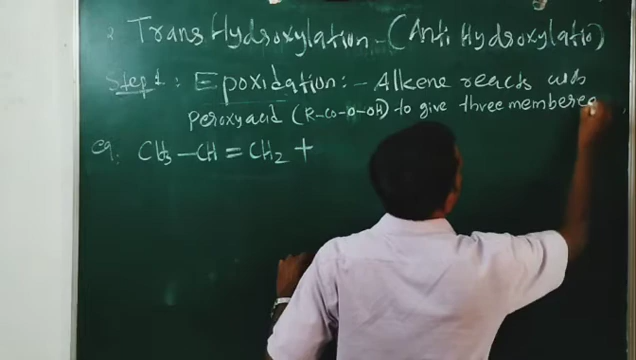 2. Trans Hydroxylation - (Anti Hydroxylatio)
Step 1 : Epoxidation :- Alkene reacts with
Peroxyacid (R-CO-O-OH) to give three membered
eg: CH3 - CH = CH2 +